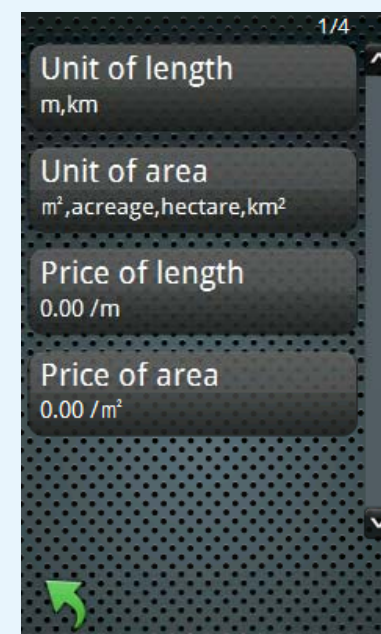 1/4
Unit of length
m,km
Unit of area
㎡,acreage,hectare,km²
Price of length
0.00 /m
Price of area
0.00 /㎡